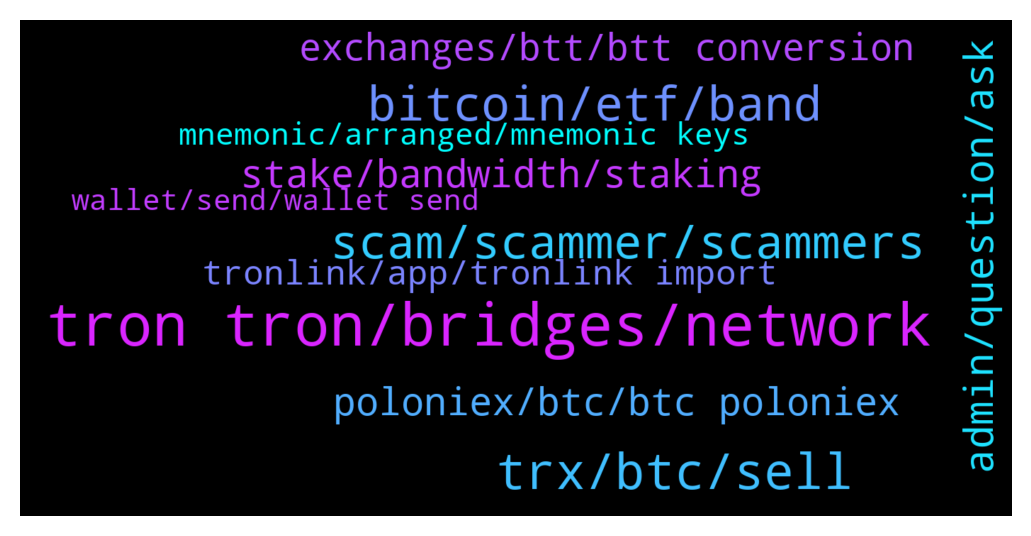 exchanges/btt/btt conversion
bitcoin/etf/band
mnemonic/arranged/mnemonic keys
stake/bandwidth/staking
wallet/send/wallet send
scam/scammer/scammers
tronlink/app/tronlink import
tron tron/bridges/network
poloniex/btc/btc poloniex
trx/btc/sell
admin/question/ask